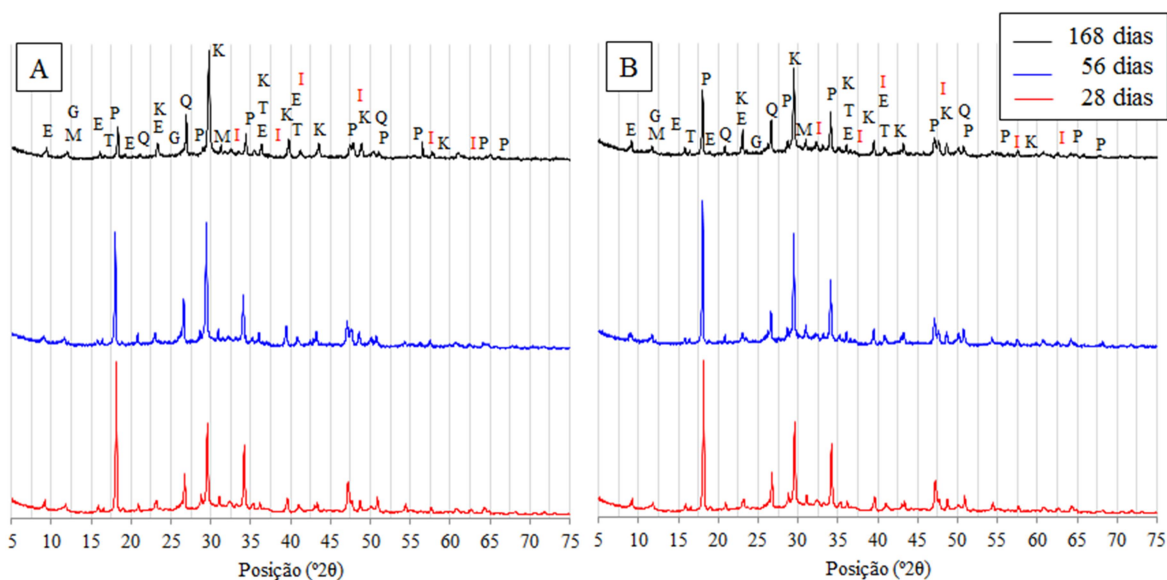 A
K
K I I
G P K Q P T E K K Q
E M E T E Q E G P M I E I T K P P P I K I P P
B
K
P K I I
G K Q P P T E K K Q
E M E T E Q E G M I E I T K P P P I K I P P
168 dias
56 dias
28 dias
5 10 15 20 25 30 35 40 45 50 55 60 65 70 75
Posição (º2θ)
5 10 15 20 25 30 35 40 45 50 55 60 65 70 75
Posição (º2θ)